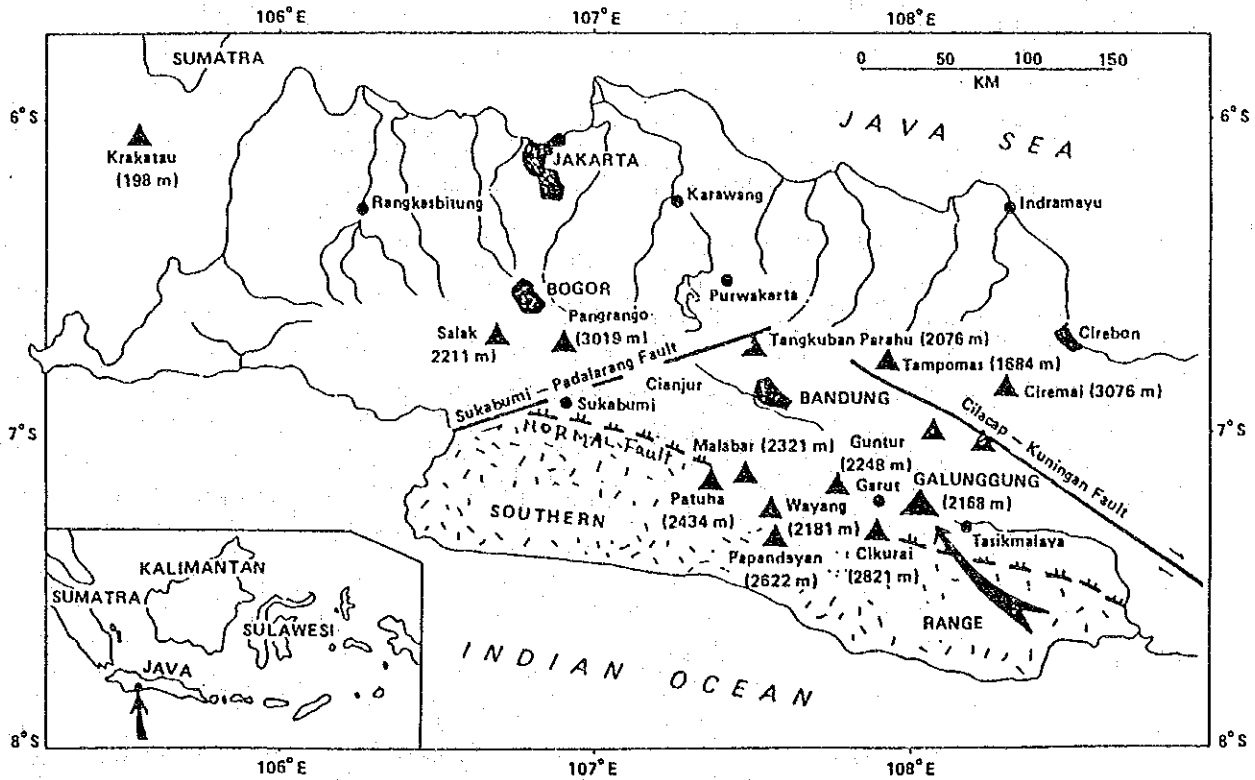 106°E
107°E
108°E
SUMATRA
0 50 100 150
KM
6°S
6°S
JAVA SEA
Krakatau
(198 m)
JAKARTA
Rangkasbitung
Karawang
Indramayu
BOGOR
Purwakarta
Pangrango
(3019 m)
Salak
2211 m)
Tangkuban Parahu (2076 m)
Cirebon
Tampomas (1684 m)
Ciremai (3076 m)
Sukabumi – Padalarang Fault
Cianjur
BANDUNG
Sukabumi
Cilacap – Kuningan Fault
7°S
7°S
NORMAL Fault
Malabar (2321 m)
Guntur
(2248 m)
Garut
GALUNGGUNG
(2168 m)
Patuha
(2434 m)
Wayang
(2181 m)
SOUTHERN
Tasikmalaya
Papandayan
(2622 m)
Cikurai
(2821 m)
RANGE
KALIMANTAN
SUMATRA
SULAWESI
JAVA
INDIAN OCEAN
8°S
8°S
106°E
107°E
108°E